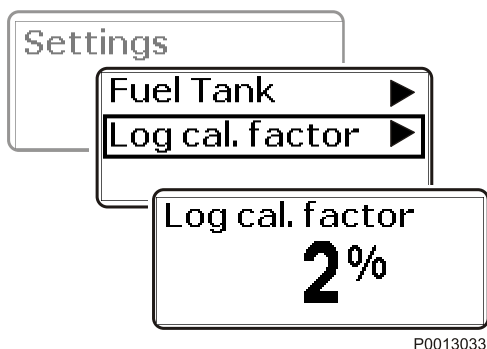 Settings
Fuel Tank
Log cal. factor
Log cal. factor
2%
P0013033